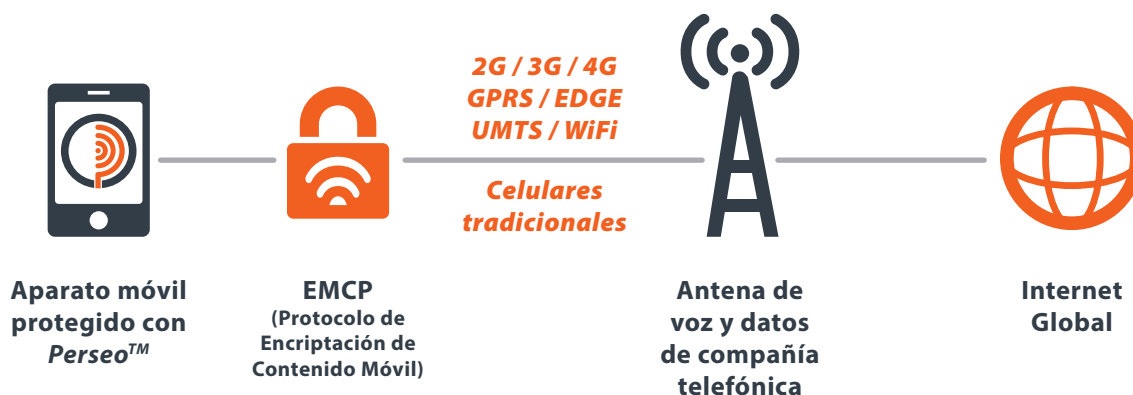 2G / 3G / 4G
GPRS / EDGE
UMTS / WiFi
Celulares
tradicionales
Aparato móvil
protegido con
Perseo™
EMCP
(Protocolo de
Encriptación de
Contenido Móvil)
Antena de
voz y datos
de compañía
telefónica
Internet
Global